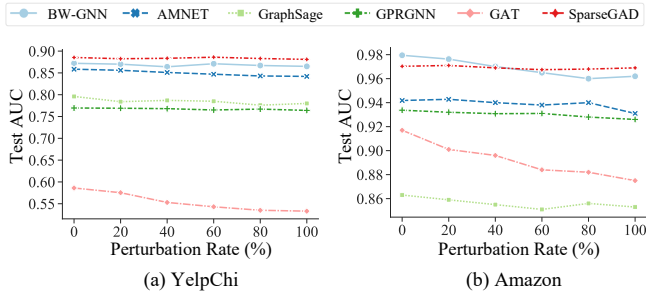 BW-GNN AMNET GraphSage GPRGNN GAT SparseGAD
Test AUC
0.90
0.85
0.80
0.75
0.70
0.65
0.60
0.55
0 20 40 60 80 100
Perturbation Rate (%)
(a) YelpChi
Test AUC
0.98
0.96
0.94
0.92
0.90
0.88
0.86
0 20 40 60 80 100
Perturbation Rate (%)
(b) Amazon